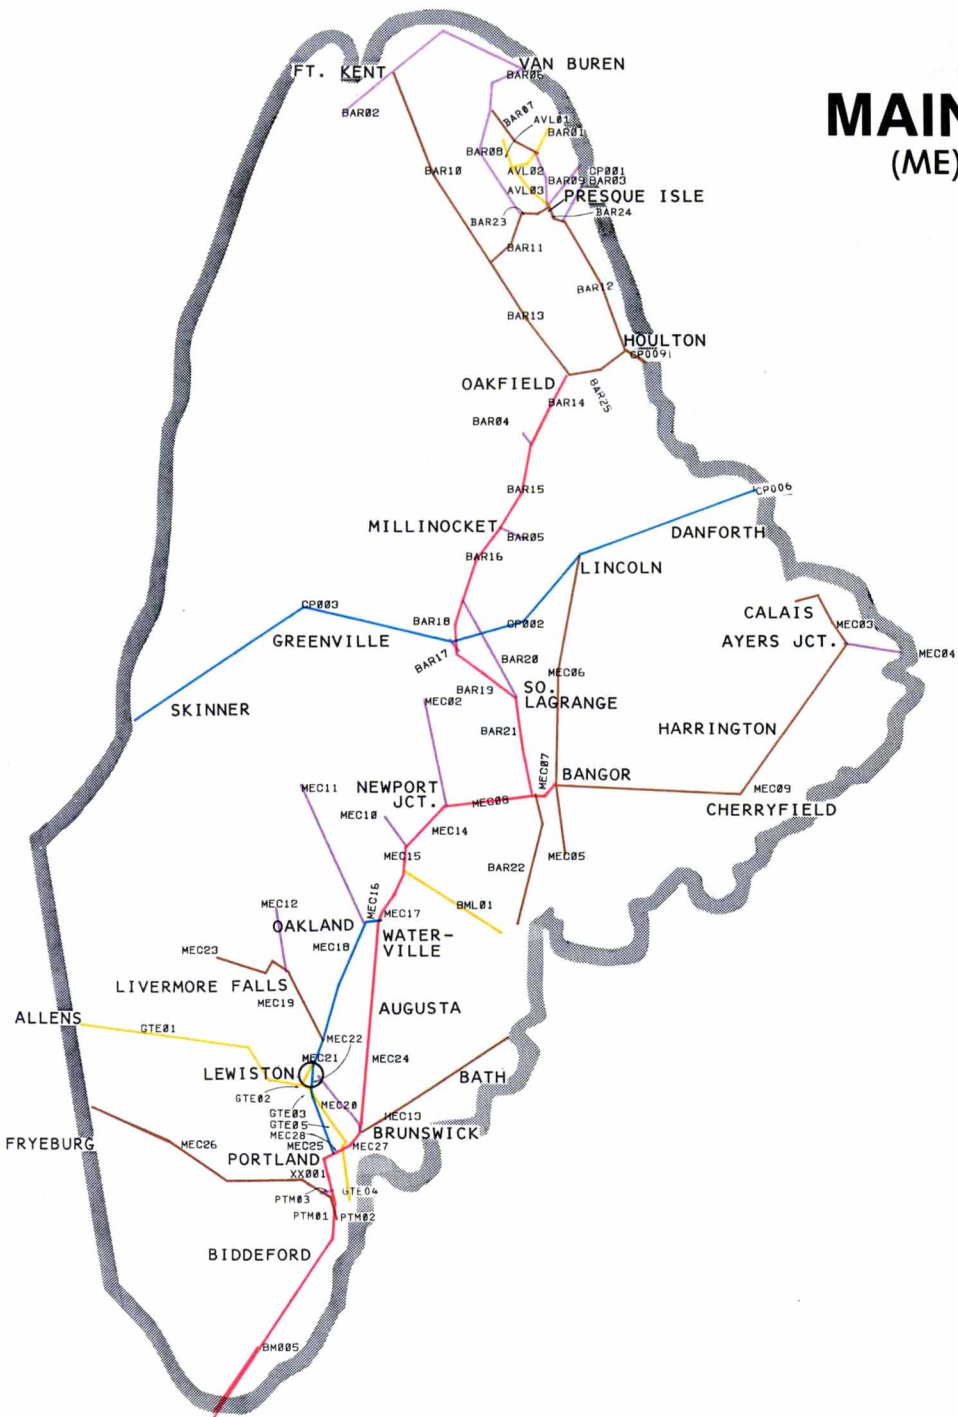 VAN BUREN
FT. KENT
BAR06
MAIN
(ME)
BAR02
BAR07
AVL01
BAR01
BAR08
BAR10
AVL02
CP001
BAR09
BAR03
AVL03
PRESQUE ISLE
BAR23
BAR24
BAR11
BAR12
BAR13
HOULTON
CP009
OAKFIELD
BAR25
BAR14
BAR04
BAR15
CP006
MILLINOCKET
DANFORTH
BAR05
BAR16
LINCOLN
CP003
CALAIS
BAR18
CP002
MEC03
GREENVILLE
AYERS JCT.
MEC04
BAR17
BAR20
MEC06
BAR19
SO.
LAGRANGE
MEC02
SKINNER
HARRINGTON
BAR21
MEC07
BANGOR
MEC11
NEWPORT
JCT.
MEC08
MEC09
CHERRYFIELD
MEC10
MEC14
MEC15
MEC05
BAR22
MEC16
BML01
MEC12
MEC17
OAKLAND
WATER-
VILLE
MEC18
MEC23
LIVERMORE FALLS
MEC19
AUGUSTA
ALLENS
GTE01
MEC22
MEC21
MEC24
LEWISTON
BATH
GTE02
MEC20
GTE03
MEC13
GTE05
MEC28
BRUNSWICK
FRYEBURG
MEC26
MEC25
MEC27
PORTLAND
XX001
PTM03
GTE04
PTM01
PTM02
BIDDEFORD
BM005